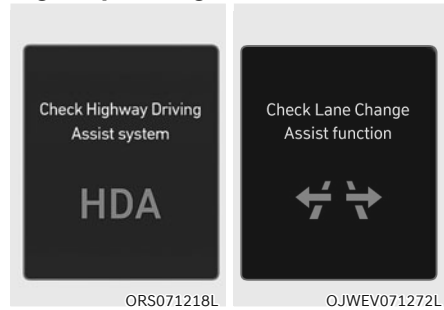 Check Highway Driving
Assist system
HDA
ORS071218L
Check Lane Change
Assist function
OJWEV071272L